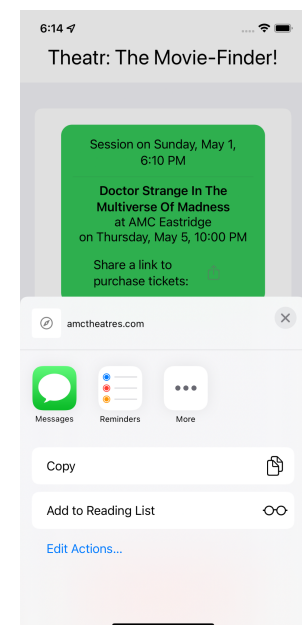 6:14
Theatr: The Movie-Finder!
Session on Sunday, May 1,
6:10 PM
Doctor Strange In The
Multiverse Of Madness
at AMC Eastridge
on Thursday, May 5, 10:00 PM
Share a link to
purchase tickets:
amctheatres.com
Messages
Reminders
More
Copy
Add to Reading List
Edit Actions...